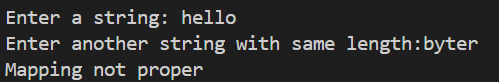 Enter a string: hello
Enter another string with same length:byter
Mapping not proper